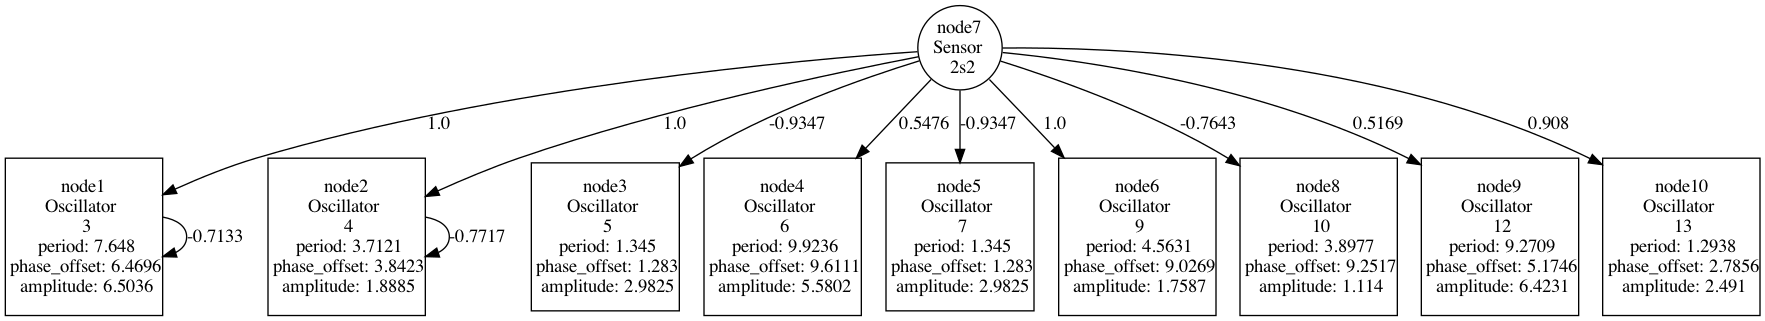 node7
Sensor
2s2
1.0
1.0
-0.9347
0.5476
-0.9347
1.0
-0.7643
0.5169
0.908
node1
Oscillator
3
period: 7.648
phase_offset: 6.4696
amplitude: 6.5036
-0.7133
node2
Oscillator
4
period: 3.7121
phase_offset: 3.8423
amplitude: 1.8885
-0.7717
node3
Oscillator
5
period: 1.345
phase_offset: 1.283
amplitude: 2.9825
node4
Oscillator
6
period: 9.9236
phase_offset: 9.6111
amplitude: 5.5802
node5
Oscillator
7
period: 1.345
phase_offset: 1.283
amplitude: 2.9825
node6
Oscillator
9
period: 4.5631
phase_offset: 9.0269
amplitude: 1.7587
node8
Oscillator
10
period: 3.8977
phase_offset: 9.2517
amplitude: 1.114
node9
Oscillator
12
period: 9.2709
phase_offset: 5.1746
amplitude: 6.4231
node10
Oscillator
13
period: 1.2938
phase_offset: 2.7856
amplitude: 2.491